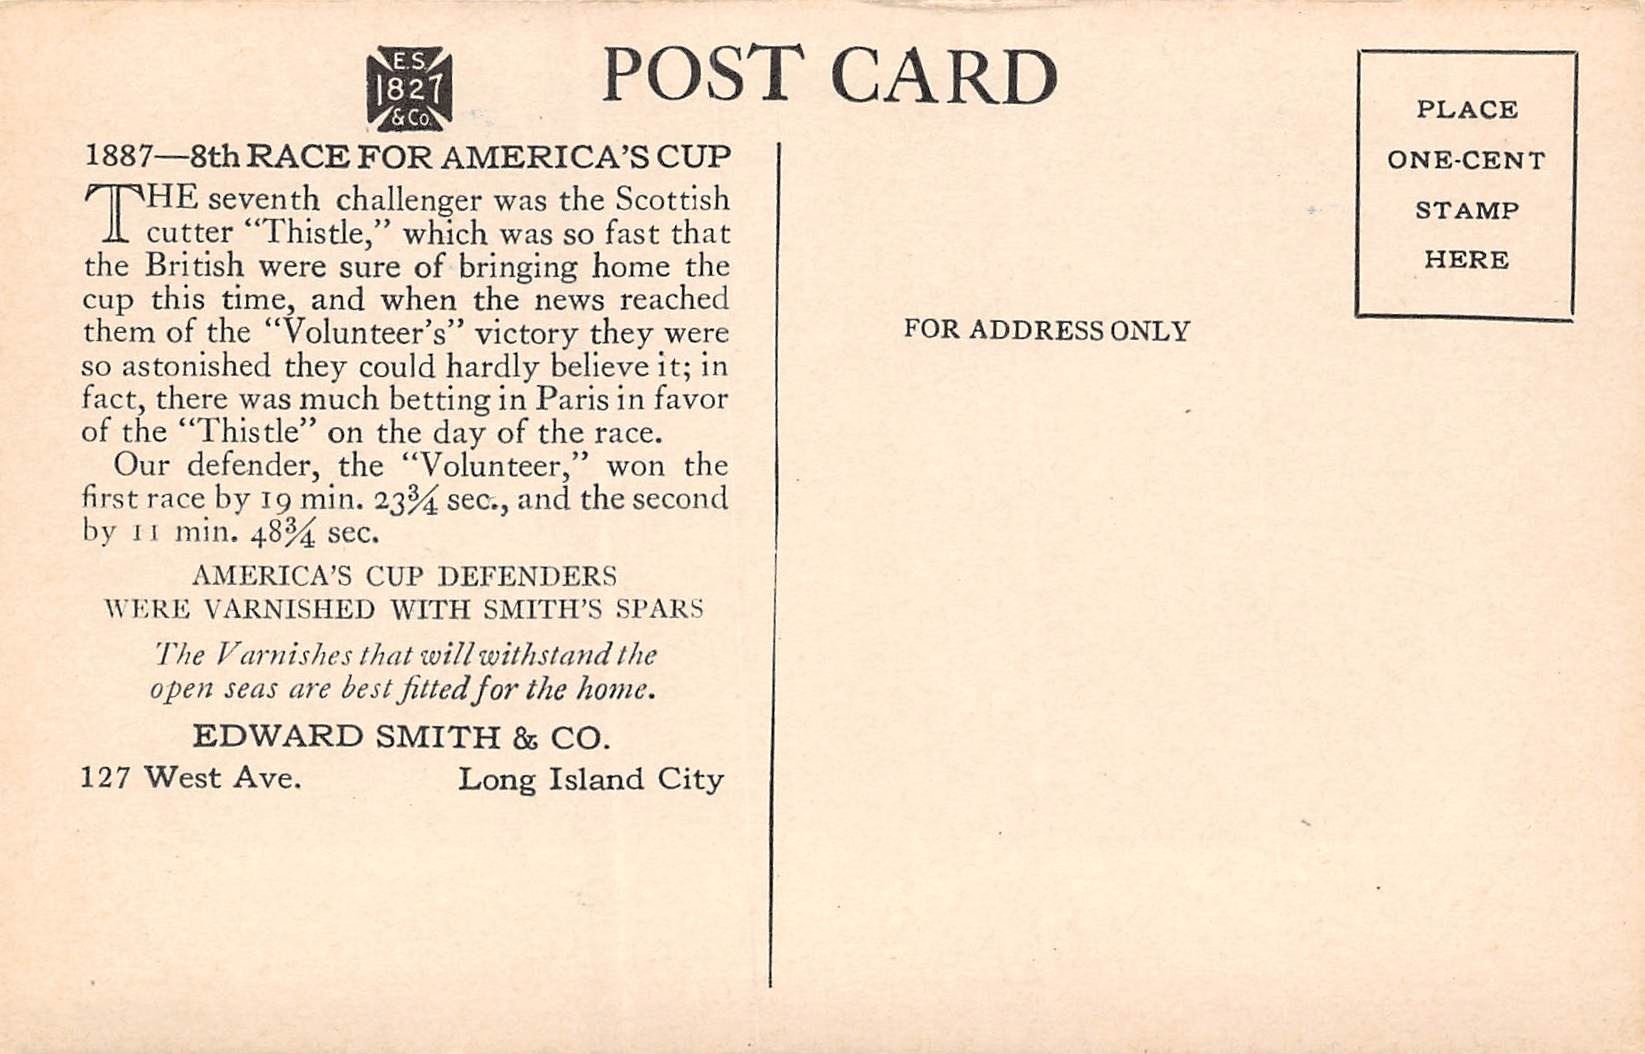 E.S.
1827
& Co.
POST CARD
PLACE
ONE-CENT
STAMP
HERE
1887—8th RACE FOR AMERICA'S CUP
THE seventh challenger was the Scottish
cutter "Thistle," which was so fast that
the British were sure of bringing home the
cup this time, and when the news reached
them of the "Volunteer's" victory they were
so astonished they could hardly believe it; in
fact, there was much betting in Paris in favor
of the "Thistle" on the day of the race.
Our defender, the "Volunteer," won the
first race by 19 min. 23¾ sec., and the second
by 11 min. 48¾ sec.
AMERICA'S CUP DEFENDERS
WERE VARNISHED WITH SMITH'S SPARS
The Varnishes that will withstand the
open seas are best fitted for the home.
EDWARD SMITH & CO.
127 West Ave. Long Island City
FOR ADDRESS ONLY